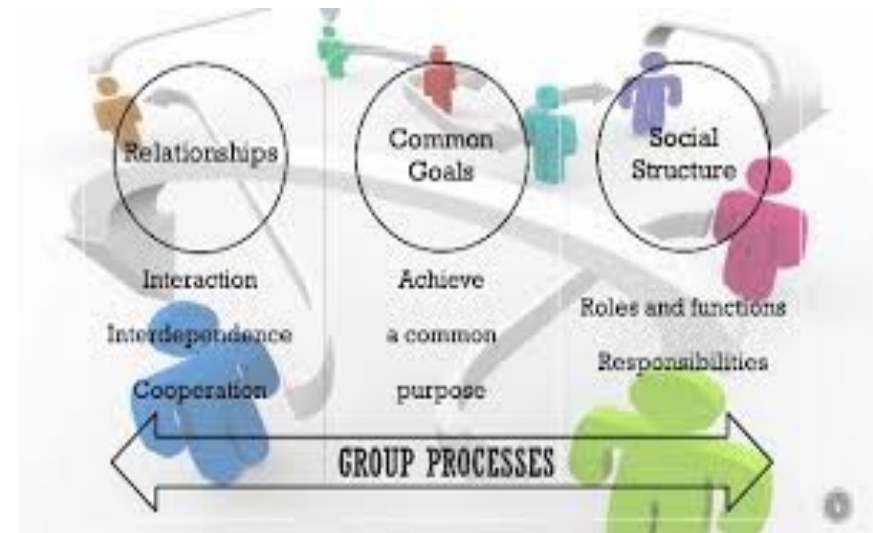 Relationships
Interaction
Interdependence
Cooperation
Common
Goals
Achieve
a common
purpose
Social
Structure
Roles and functions
Responsibilities
GROUP PROCESSES